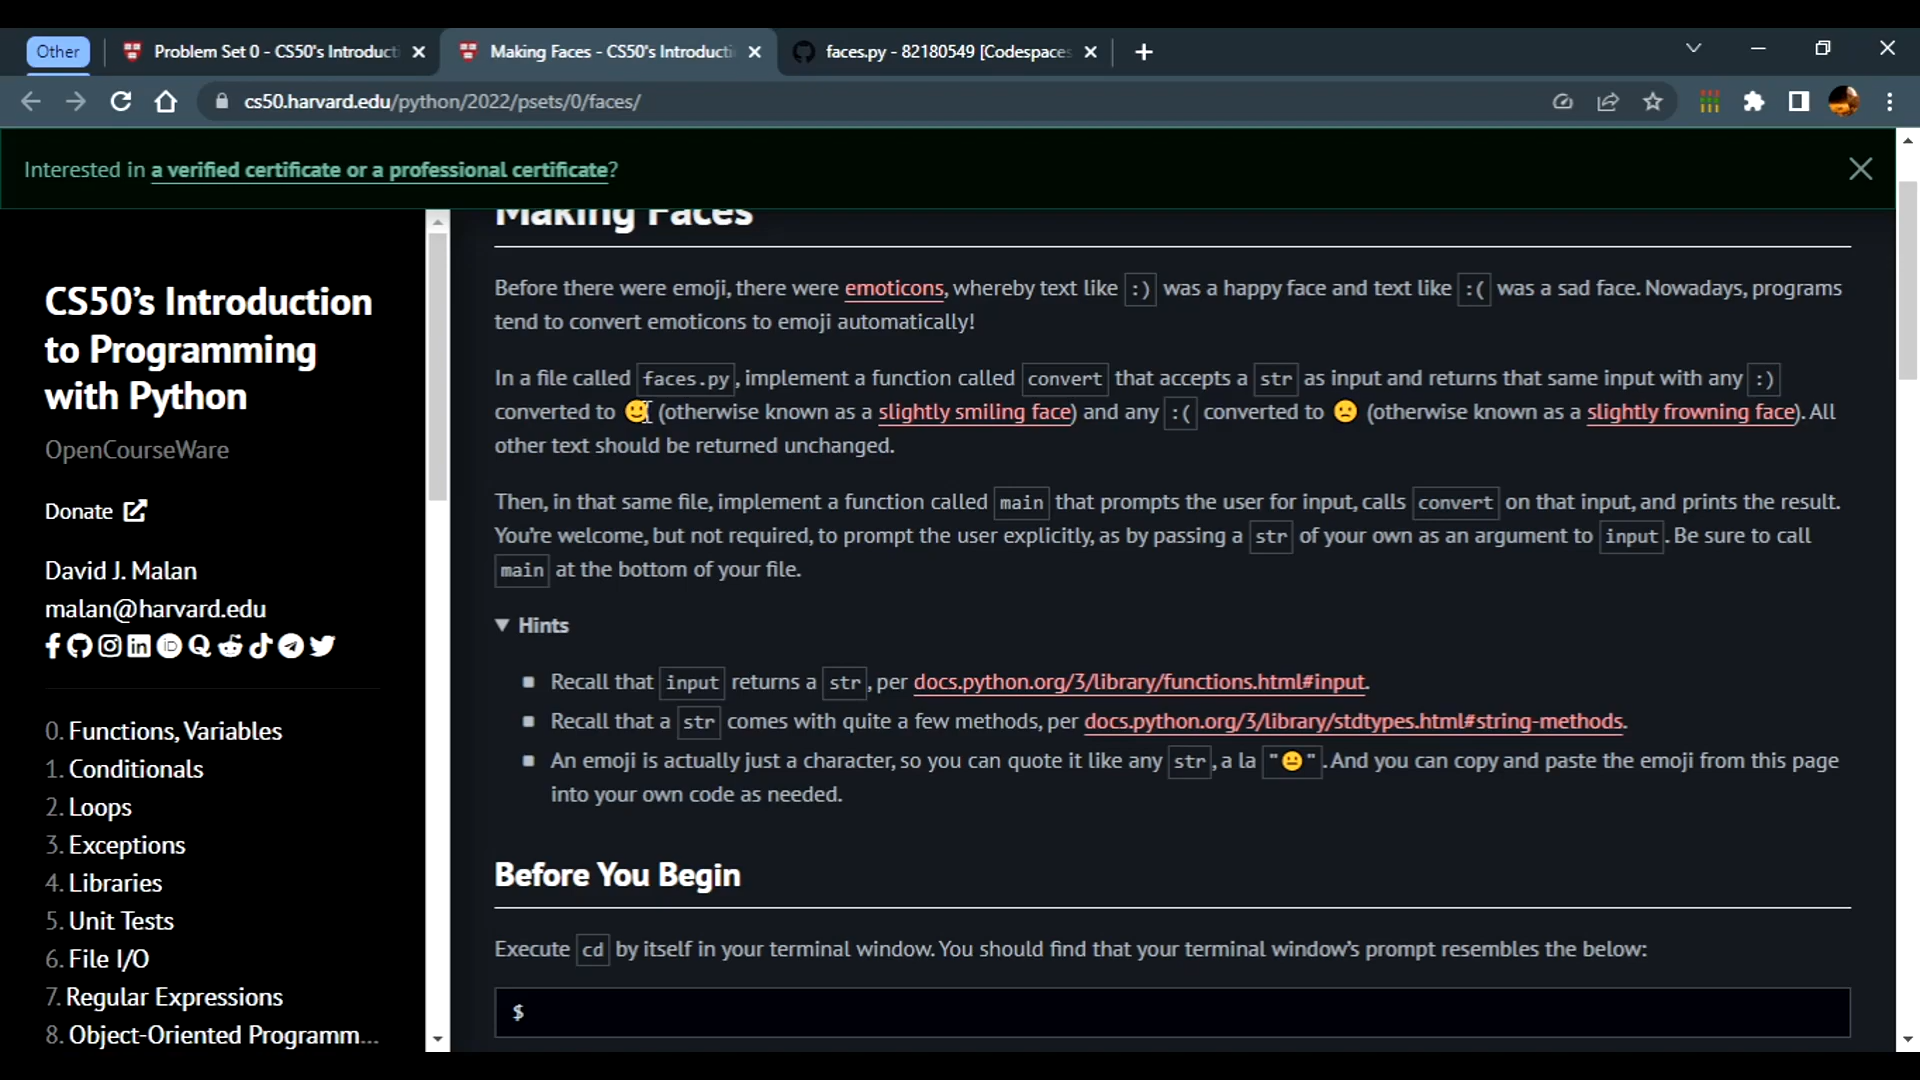 Other
Problem Set 0 - CS50's Introducti
Making Faces - CS50's Introducti
faces.py - 82180549 [Codespaces
cs50.harvard.edu/python/2022/psets/0/faces/
Interested in a verified certificate or a professional certificate?
CS50's Introduction
to Programming
with Python
OpenCourseWare
Donate
David J. Malan
malan@harvard.edu
0. Functions, Variables
1. Conditionals
2. Loops
3. Exceptions
4. Libraries
5. Unit Tests
6. File I/O
7. Regular Expressions
8. Object-Oriented Programm...
Making Faces
Before there were emoji, there were emoticons, whereby text like :) was a happy face and text like :( was a sad face. Nowadays, programs
tend to convert emoticons to emoji automatically!
In a file called faces.py, implement a function called convert that accepts a str as input and returns that same input with any :)
converted to 🙂 (otherwise known as a slightly smiling face) and any :( converted to 🙁 (otherwise known as a slightly frowning face). All
other text should be returned unchanged.
Then, in that same file, implement a function called main that prompts the user for input, calls convert on that input, and prints the result.
You're welcome, but not required, to prompt the user explicitly, as by passing a str of your own as an argument to input. Be sure to call
main at the bottom of your file.
▼ Hints
Recall that input returns a str, per docs.python.org/3/library/functions.html#input.
Recall that a str comes with quite a few methods, per docs.python.org/3/library/stdtypes.html#string-methods.
An emoji is actually just a character, so you can quote it like any str, a la "😐". And you can copy and paste the emoji from this page
into your own code as needed.
Before You Begin
Execute cd by itself in your terminal window. You should find that your terminal window's prompt resembles the below:
$